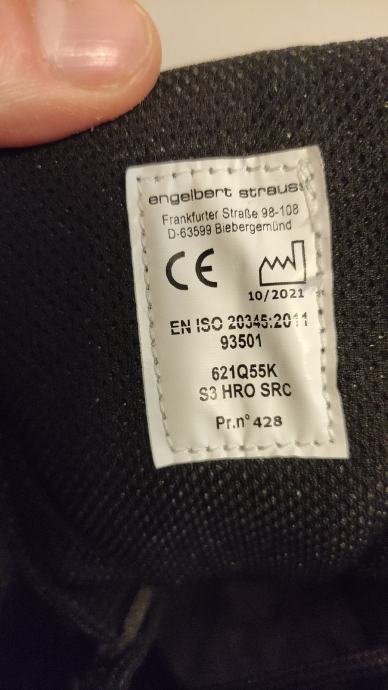 engelbert strauss
Frankfurter Straße 98-108
D-63599 Biebergemünd
CE
10/2021
EN ISO 20345:2011
93501
621Q55K
S3 HRO SRC
Pr.n° 428